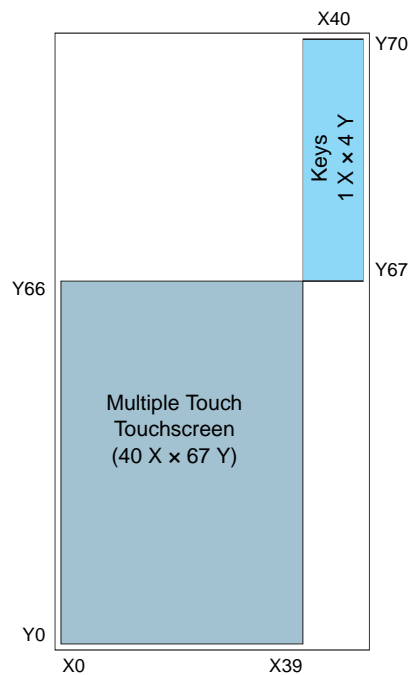 X40
Y70
Keys
1 X × 4 Y
Y67
Y66
Multiple Touch
Touchscreen
(40 X × 67 Y)
Y0
X0
X39